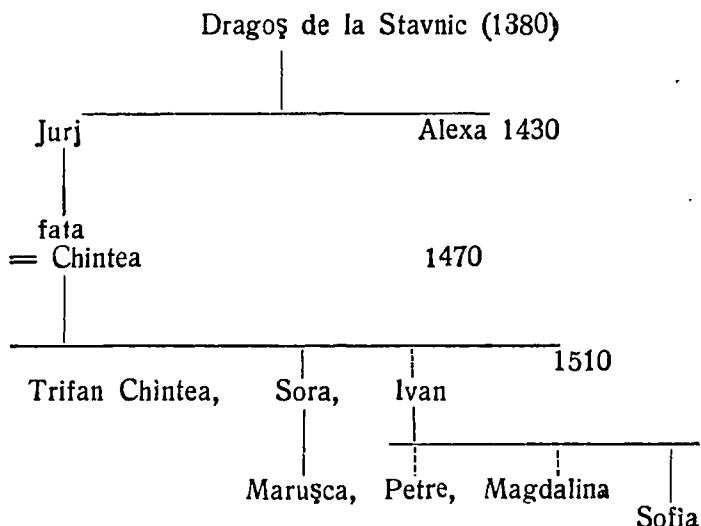 Dragoş de la Stavnic (1380)
Jurj Alexa 1430
fata
= Chintea 1470
1510
Trifan Chintea, Sora, Ivan
Maruşca, Petre, Magdalina
Sofia